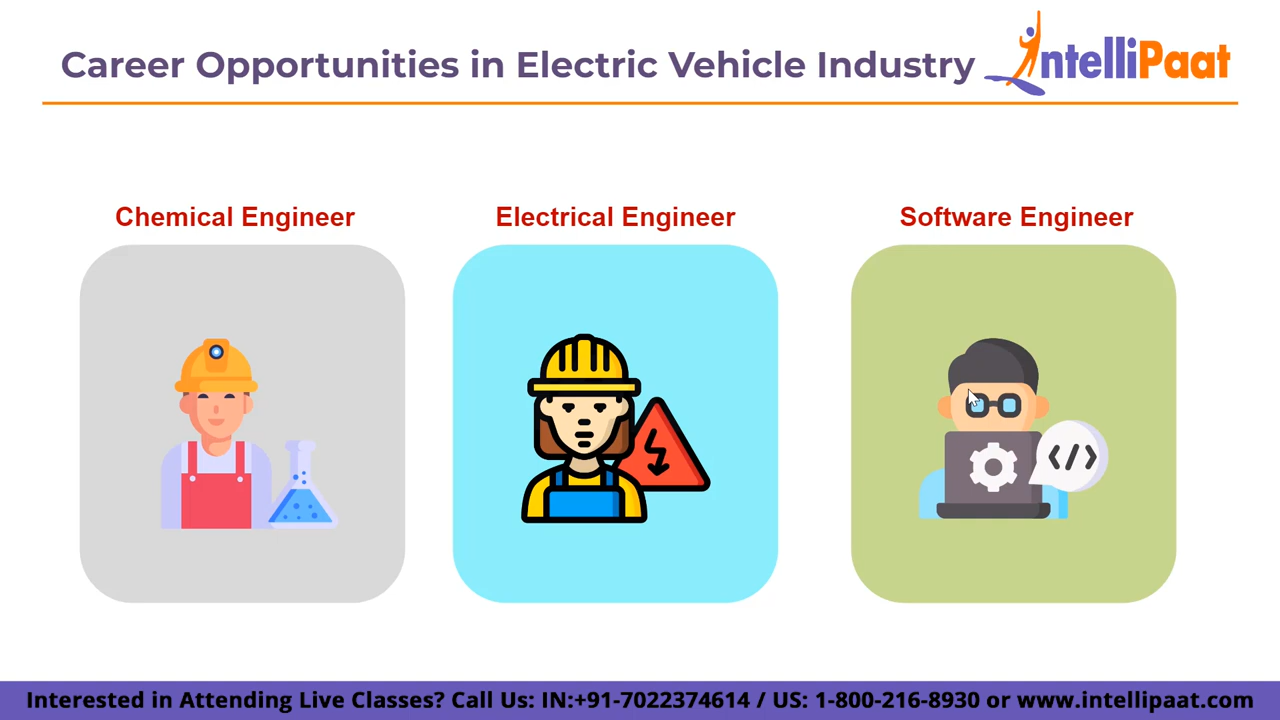 Career Opportunities in Electric Vehicle Industry
IntelliPaat
Chemical Engineer
Electrical Engineer
Software Engineer
</>
Interested in Attending Live Classes? Call Us: IN:+91-7022374614 / US: 1-800-216-8930 or www.intellipaat.com